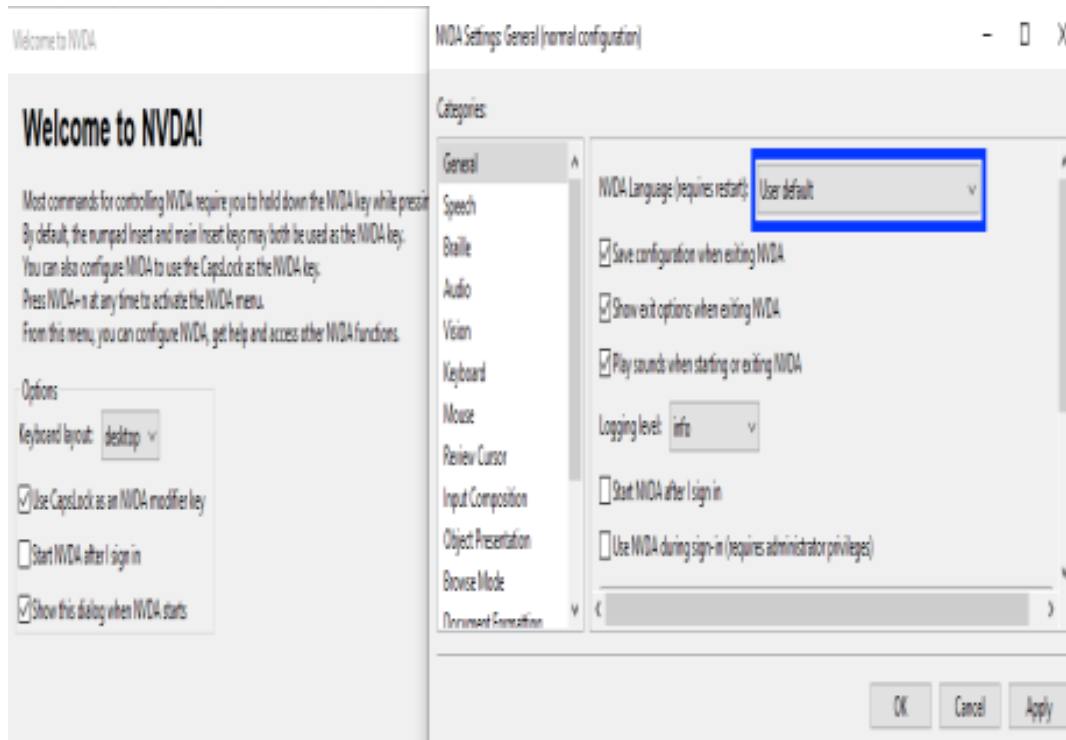 Welcome to NVDA
Welcome to NVDA!
Most commands for controlling NVDA require you to hold down the NVDA key while pressin
By default, the numpad Insert and main Insert keys may both be used as the NVDA key.
You can also configure NVDA to use the CapsLock as the NVDA key.
Press NVDA+n at any time to activate the NVDA menu.
From this menu, you can configure NVDA, get help and access other NVDA functions.
Options
Keyboard layout: desktop
Use CapsLock as an NVDA modifier key
Start NVDA after I sign in
Show this dialog when NVDA starts
NVDA Settings: General (normal configuration)
Categories:
General
Speech
Braille
Audio
Vision
Keyboard
Mouse
Review Cursor
Input Composition
Object Presentation
Browse Mode
Document Formatting
NVDA Language (requires restart): User default
Save configuration when exiting NVDA
Show exit options when exiting NVDA
Play sounds when starting or exiting NVDA
Logging level: info
Start NVDA after I sign in
Use NVDA during sign-in (requires administrator privileges)
OK Cancel Apply